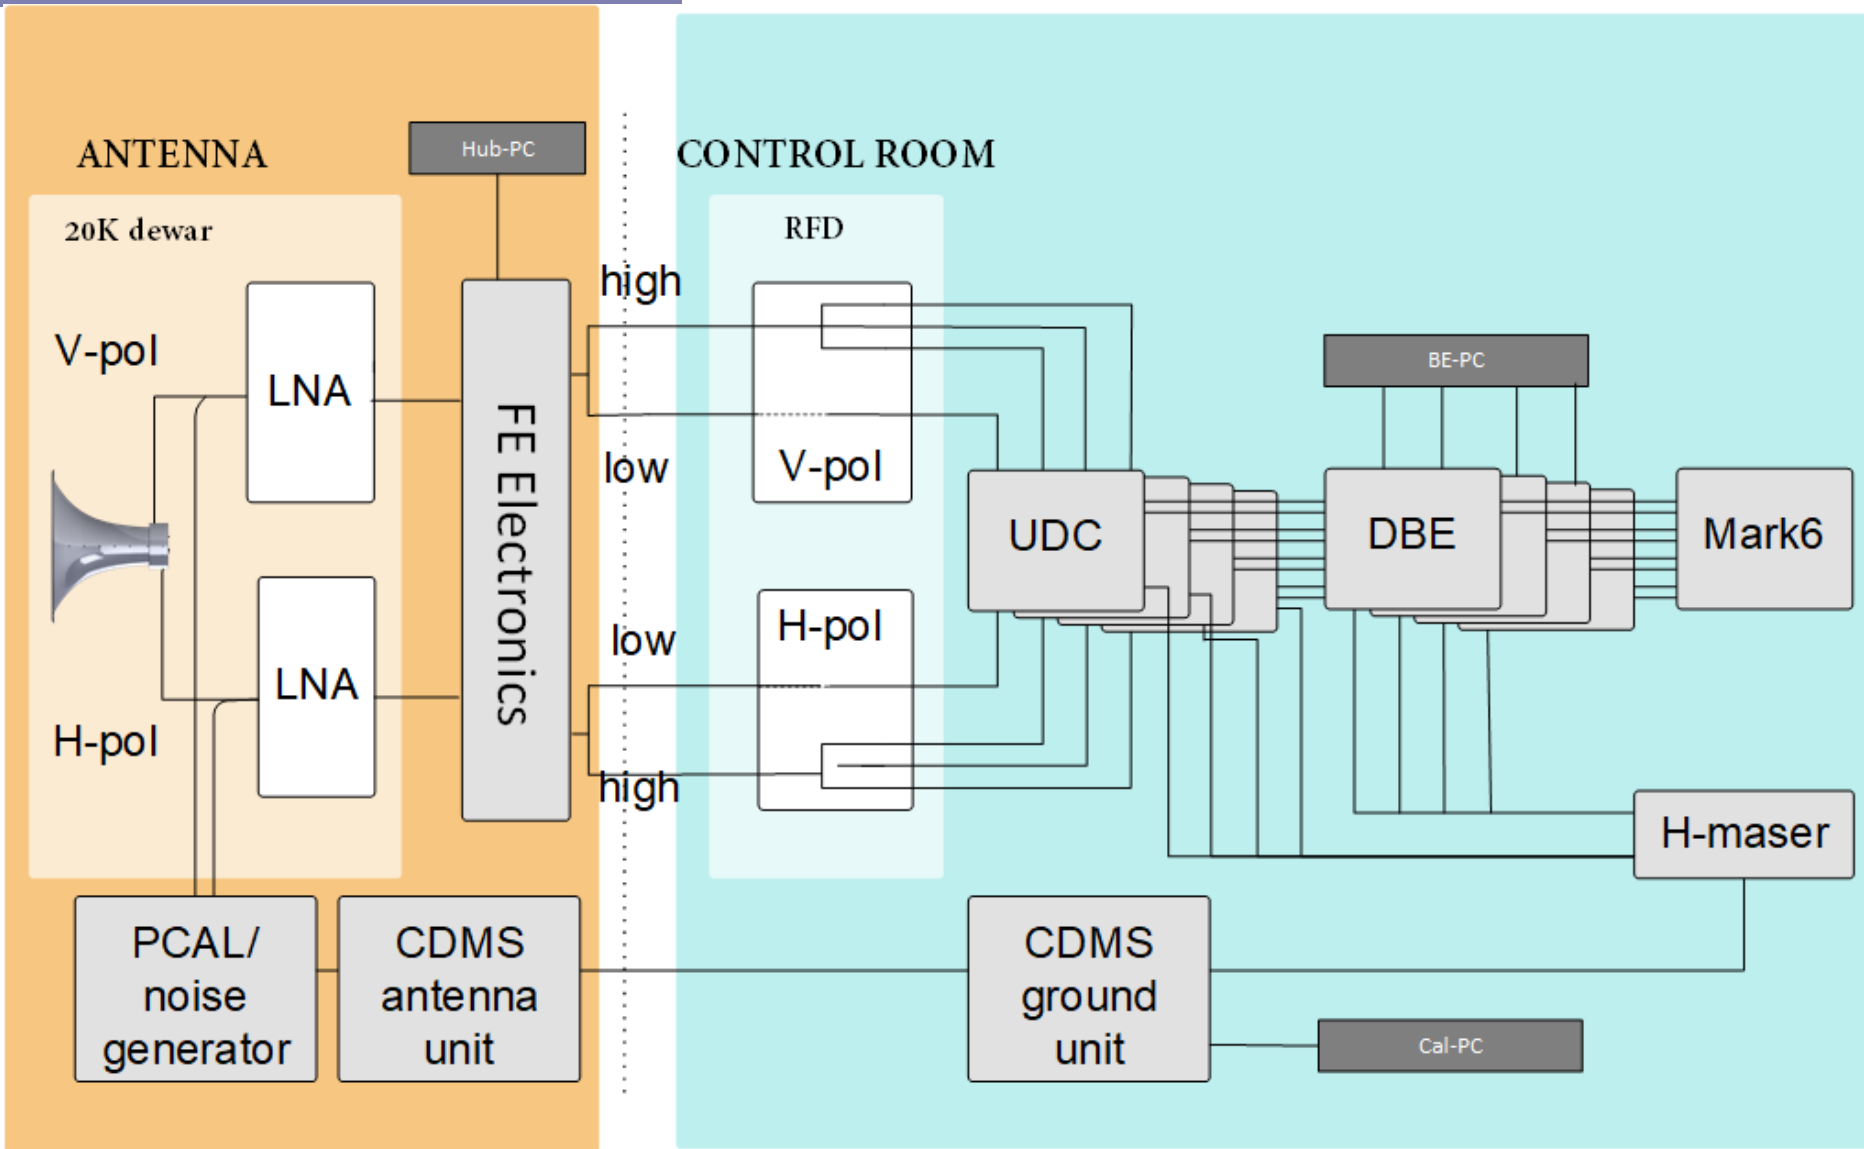 ANTENNA
Hub-PC
CONTROL ROOM
20K dewar
RFD
high
V-pol
LNA
FE Electronics
low
V-pol
BE-PC
UDC
DBE
Mark6
low
H-pol
LNA
H-pol
high
H-maser
PCAL/
noise
generator
CDMS
antenna
unit
CDMS
ground
unit
Cal-PC